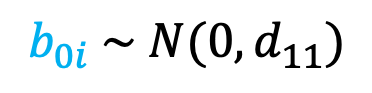 b₀ᵢ ~ N(0, d₁₁)